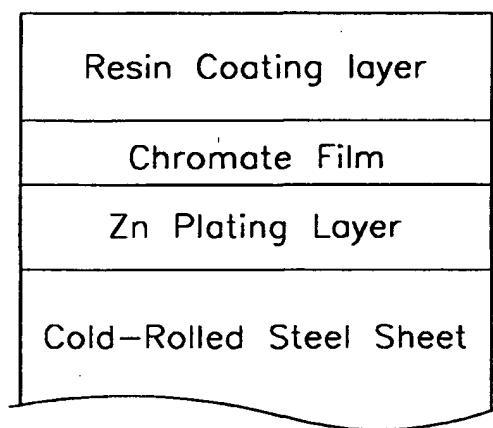 Resin Coating layer
Chromate Film
Zn Plating Layer
Cold-Rolled Steel Sheet